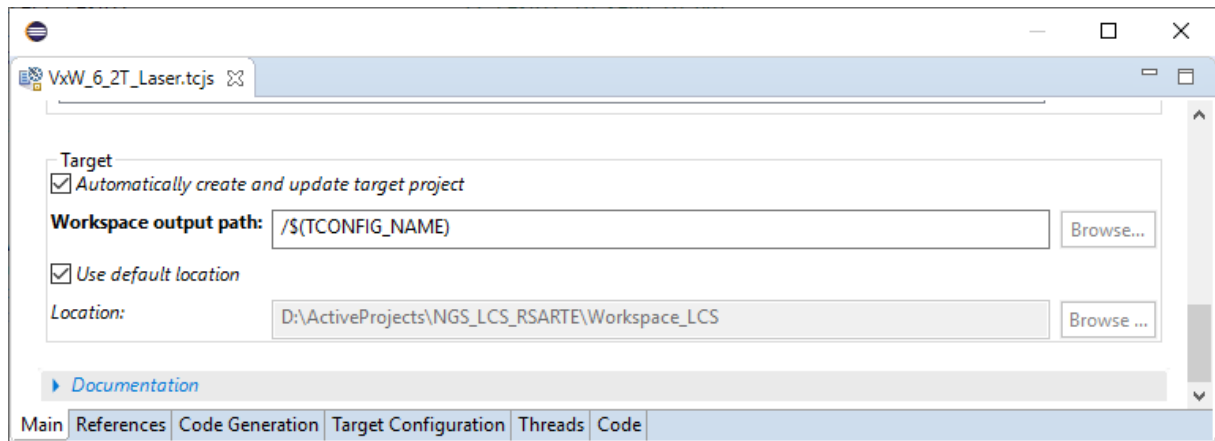 VxW_6_2T_Laser.tcjs
Target
Automatically create and update target project
Workspace output path: /$(TCONFIG_NAME) Browse...
Use default location
Location: D:\ActiveProjects\NGS_LCS_RSARTE\Workspace_LCS Browse ...
Documentation
Main References Code Generation Target Configuration Threads Code